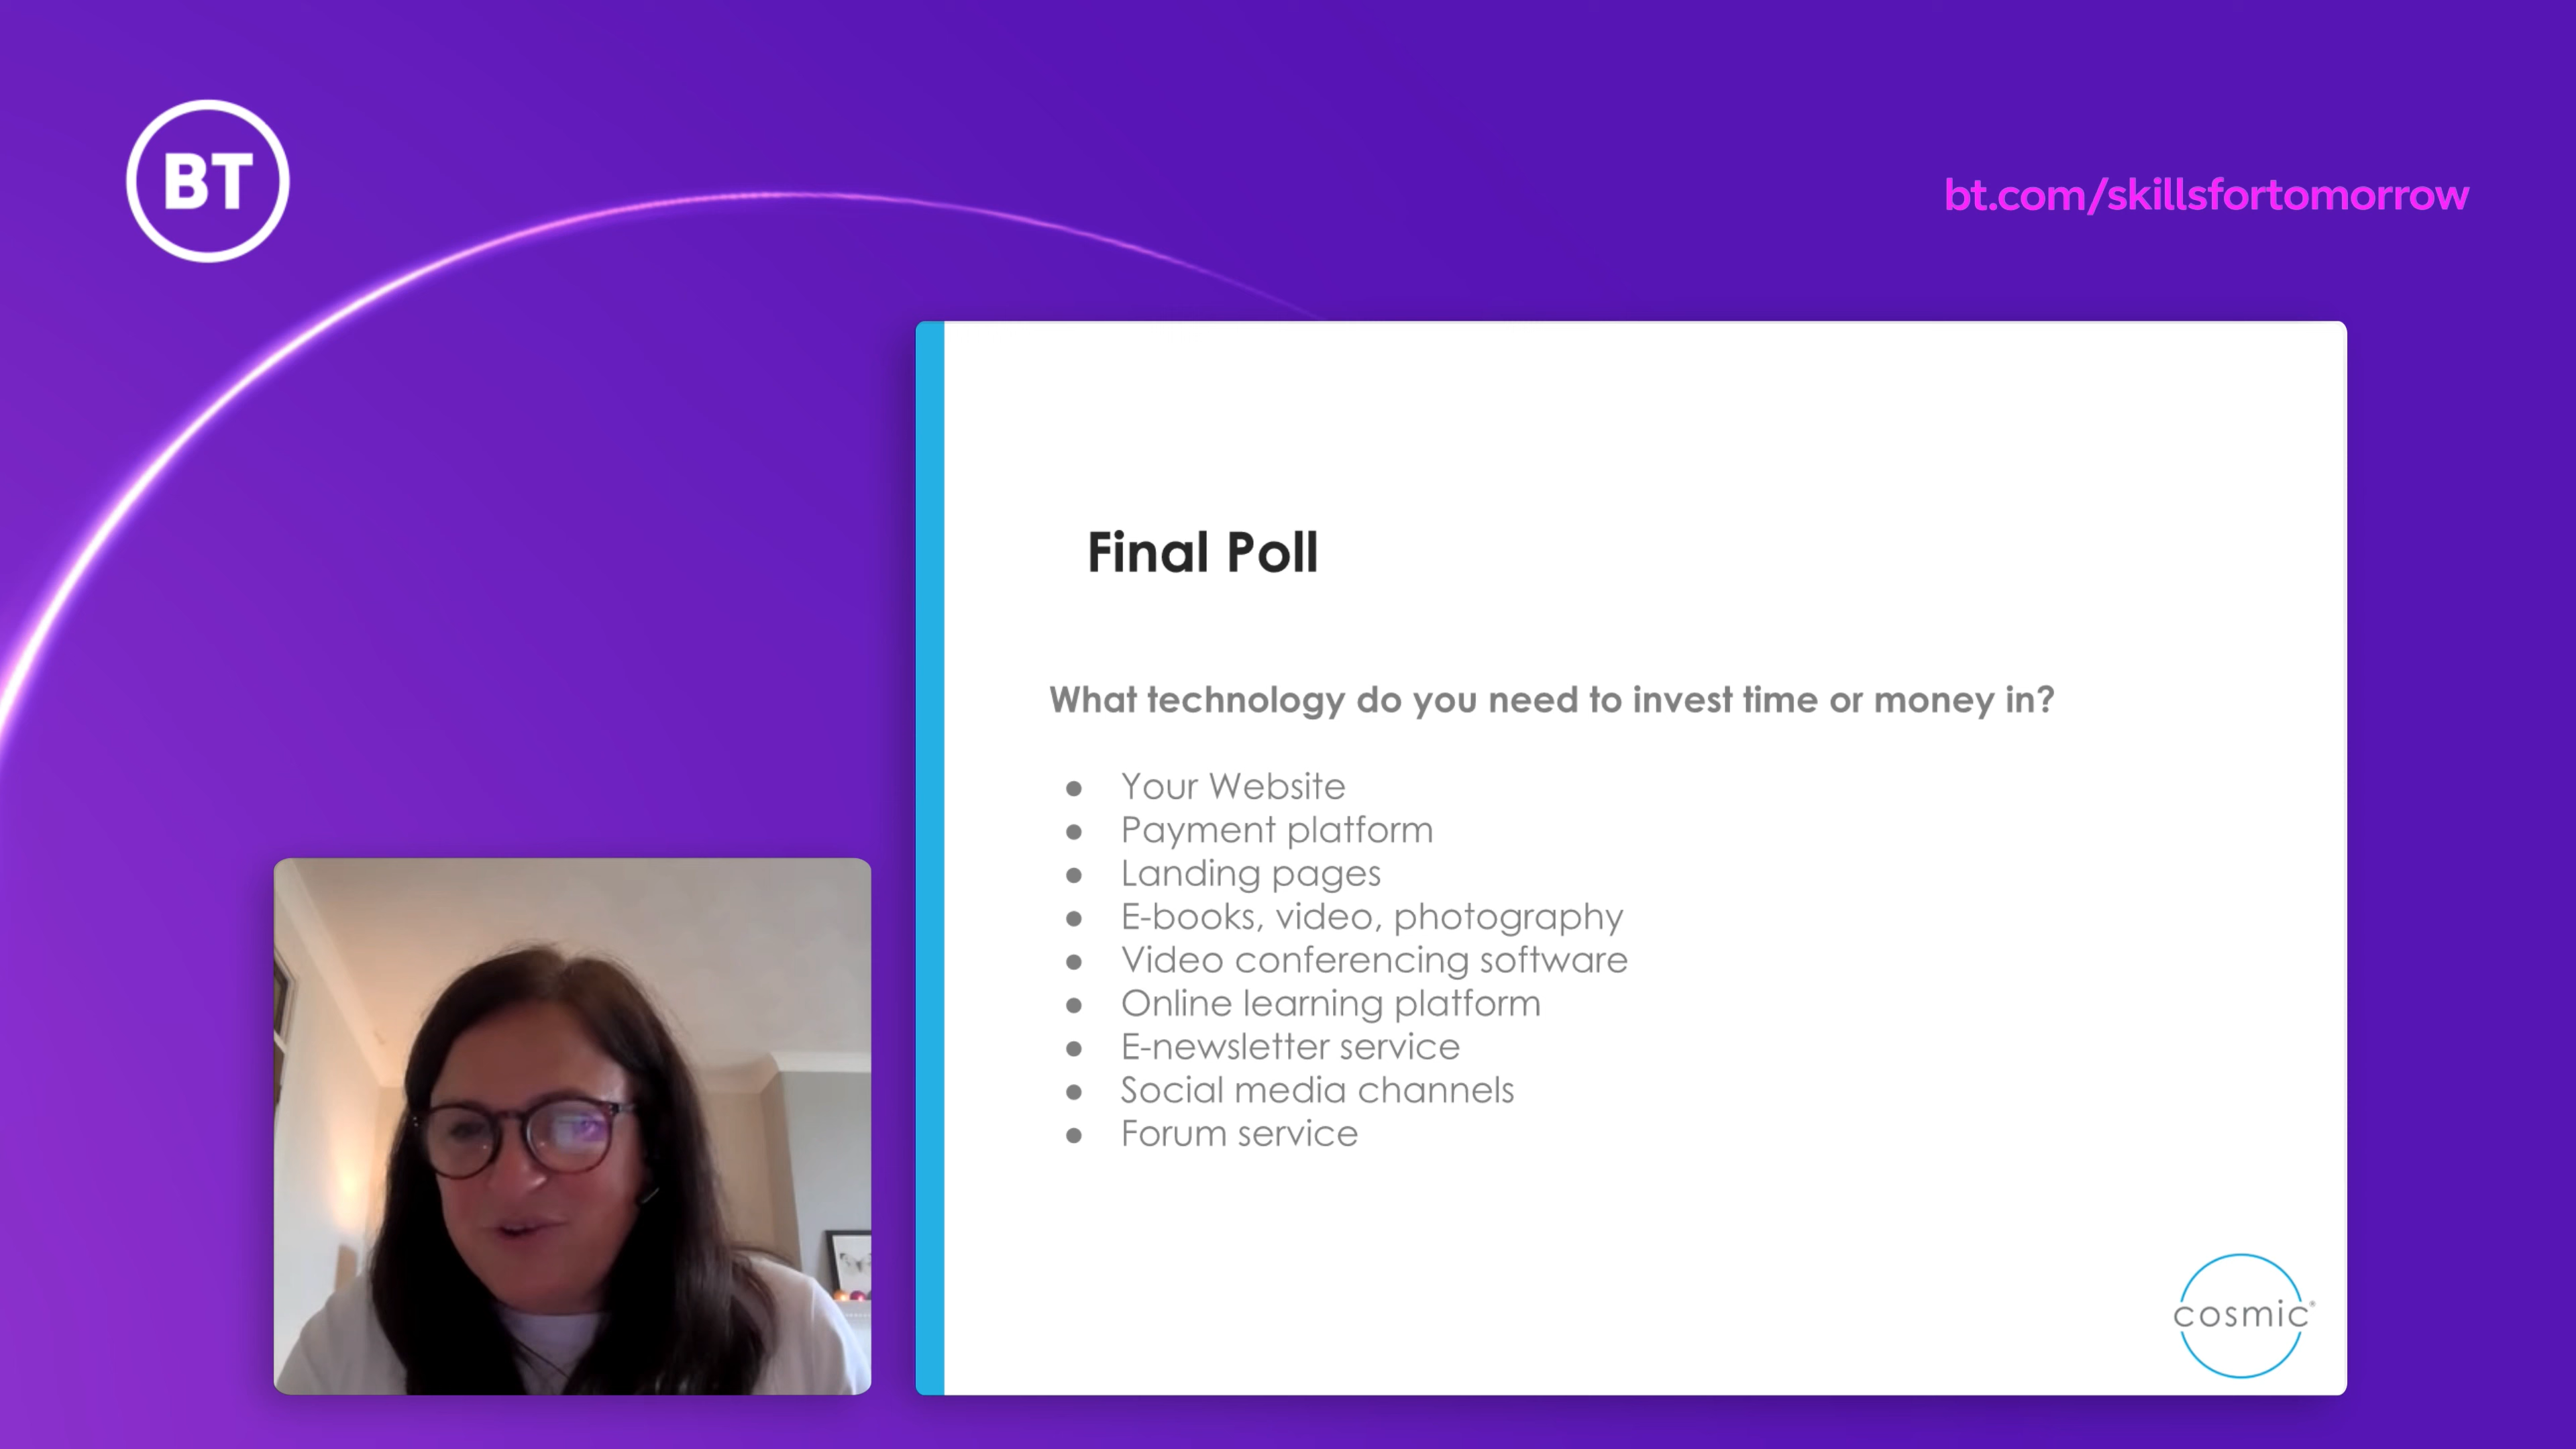 BT
bt.com/skillsfortomorrow
Final Poll
What technology do you need to invest time or money in?
● Your Website
● Payment platform
● Landing pages
● E-books, video, photography
● Video conferencing software
● Online learning platform
● E-newsletter service
● Social media channels
● Forum service
cosmic®